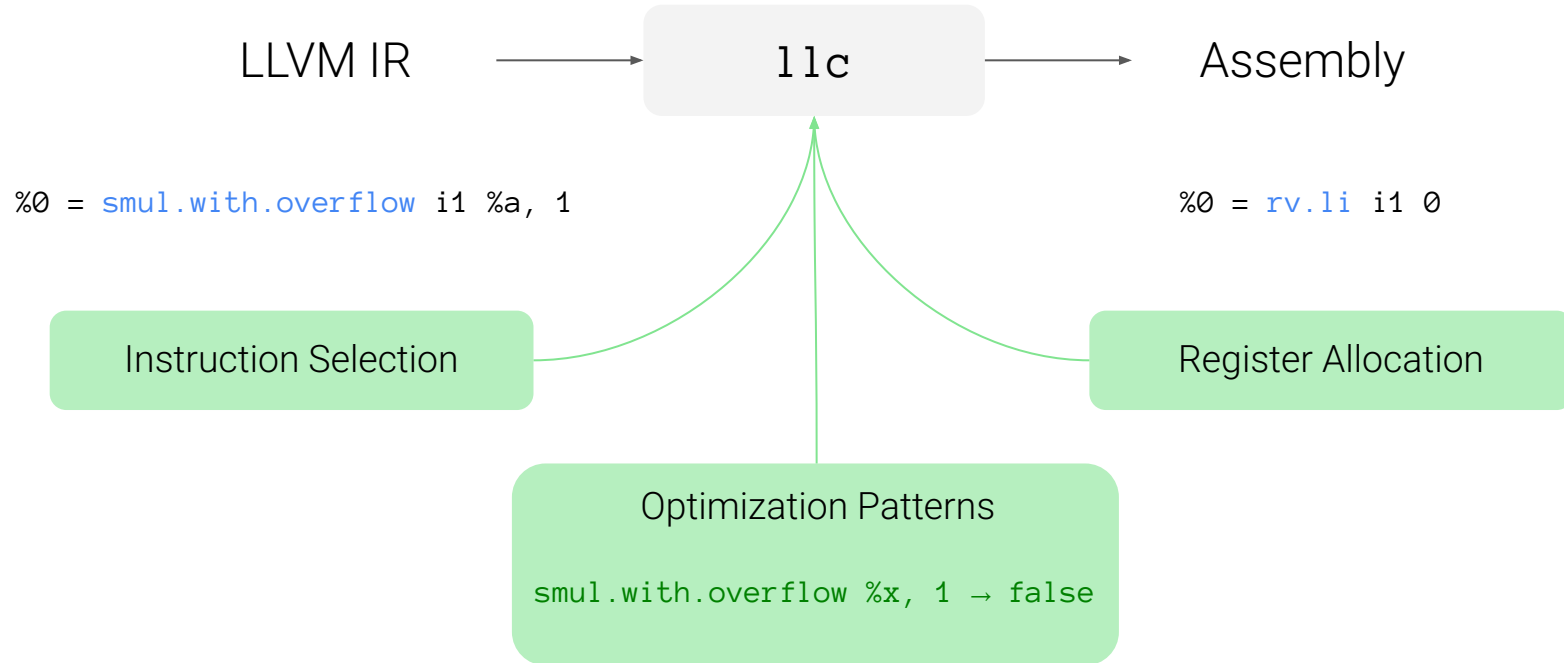 LLVM IR
llc
Assembly
%0 = smul.with.overflow i1 %a, 1
%0 = rv.li i1 0
Instruction Selection
Register Allocation
Optimization Patterns
smul.with.overflow %x, 1 → false